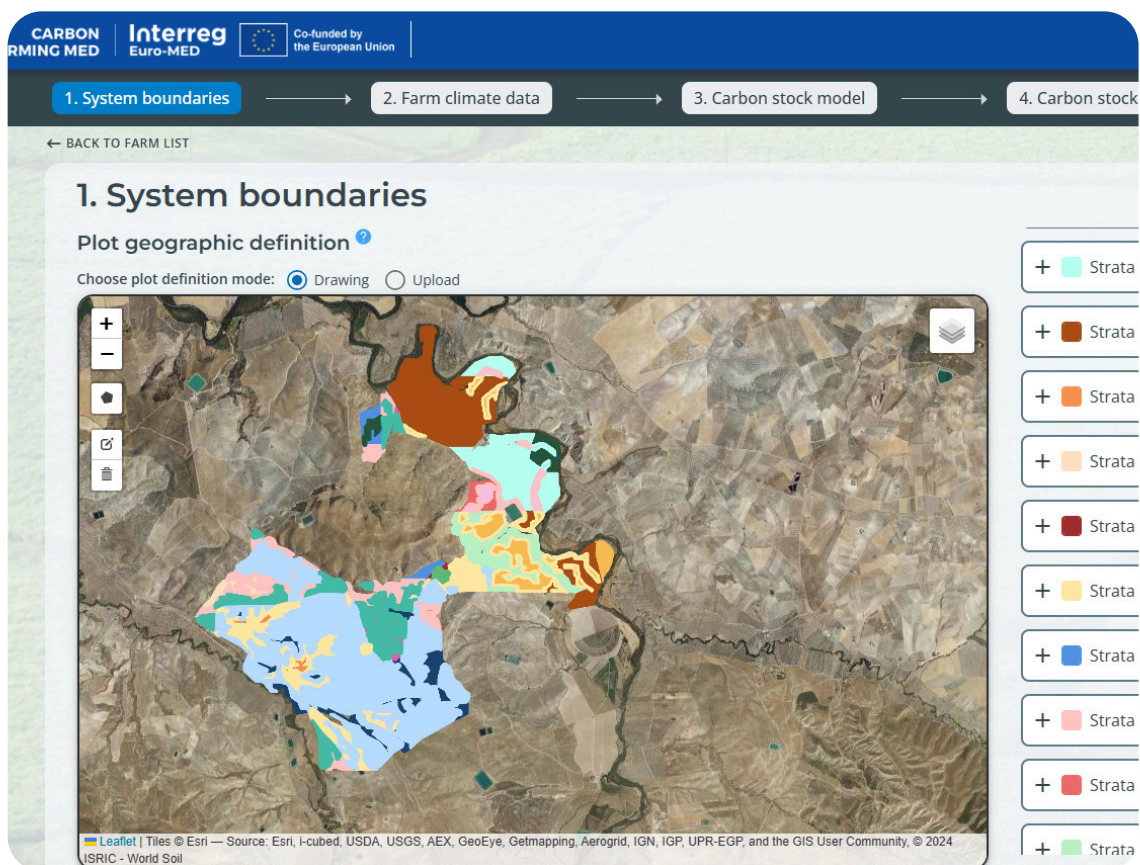 CARBON
RMING MED
Interreg
Euro-MED
Co-funded by
the European Union
1. System boundaries
2. Farm climate data
3. Carbon stock model
4. Carbon stock
← BACK TO FARM LIST
1. System boundaries
Plot geographic definition ?
Choose plot definition mode: Drawing Upload
+
−
+ Strata
+ Strata
+ Strata
+ Strata
+ Strata
+ Strata
+ Strata
+ Strata
+ Strata
+ Strata
Leaflet | Tiles © Esri — Source: Esri, i-cubed, USDA, USGS, AEX, GeoEye, Getmapping, Aerogrid, IGN, IGP, UPR-EGP, and the GIS User Community, © 2024
ISRIC - World Soil